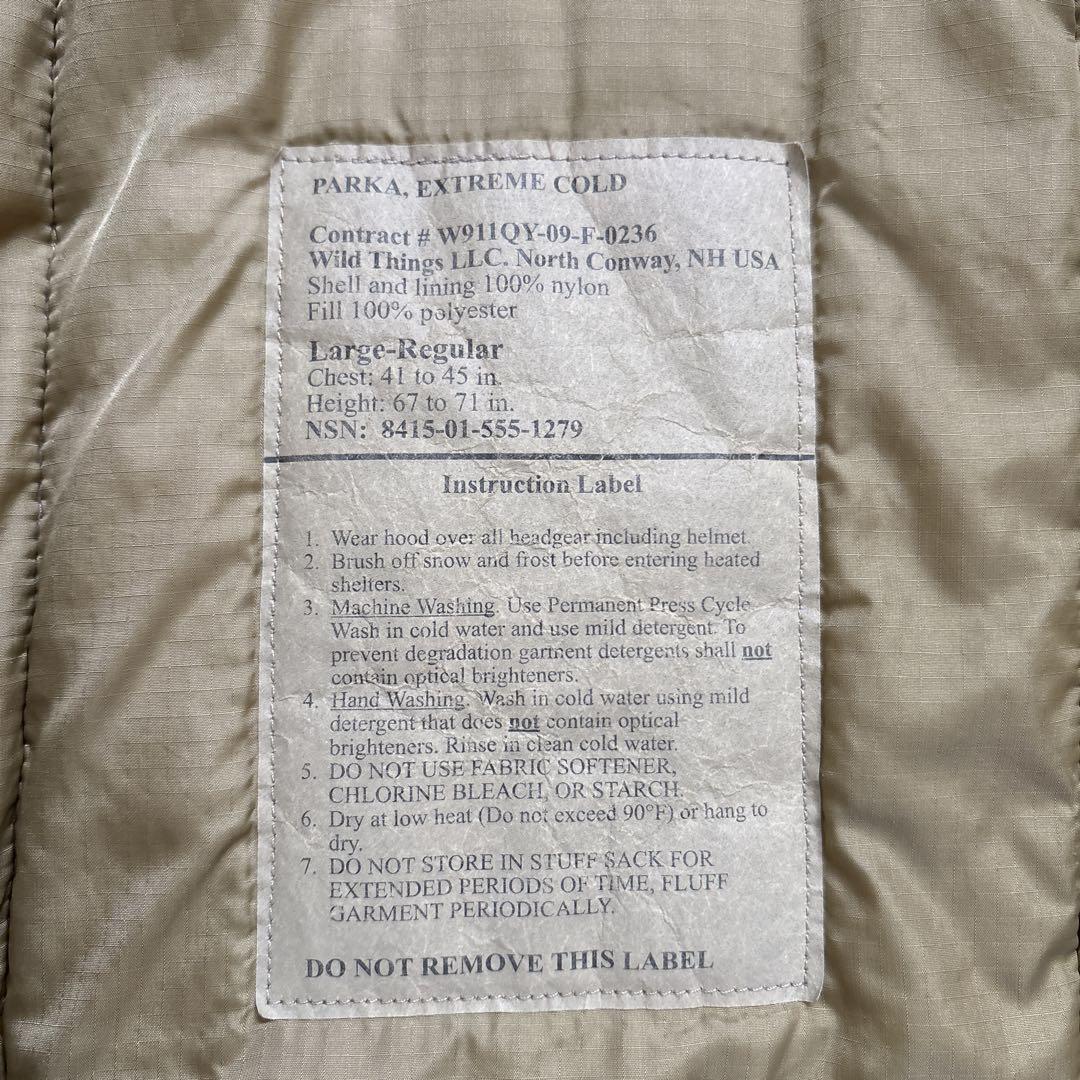 PARKA, EXTREME COLD
Contract # W911QY-09-F-0236
Wild Things LLC. North Conway, NH USA
Shell and lining 100% nylon
Fill 100% polyester
Large-Regular
Chest: 41 to 45 in.
Height: 67 to 71 in.
NSN: 8415-01-555-1279
Instruction Label
1. Wear hood over all headgear including helmet.
2. Brush off snow and frost before entering heated
shelters.
3. Machine Washing. Use Permanent Press Cycle.
Wash in cold water and use mild detergent. To
prevent degradation garment detergents shall not
contain optical brighteners.
4. Hand Washing. Wash in cold water using mild
detergent that does not contain optical
brighteners. Rinse in clean cold water.
5. DO NOT USE FABRIC SOFTENER,
CHLORINE BLEACH, OR STARCH.
6. Dry at low heat (Do not exceed 90°F) or hang to
dry.
7. DO NOT STORE IN STUFF SACK FOR
EXTENDED PERIODS OF TIME, FLUFF
GARMENT PERIODICALLY.
DO NOT REMOVE THIS LABEL